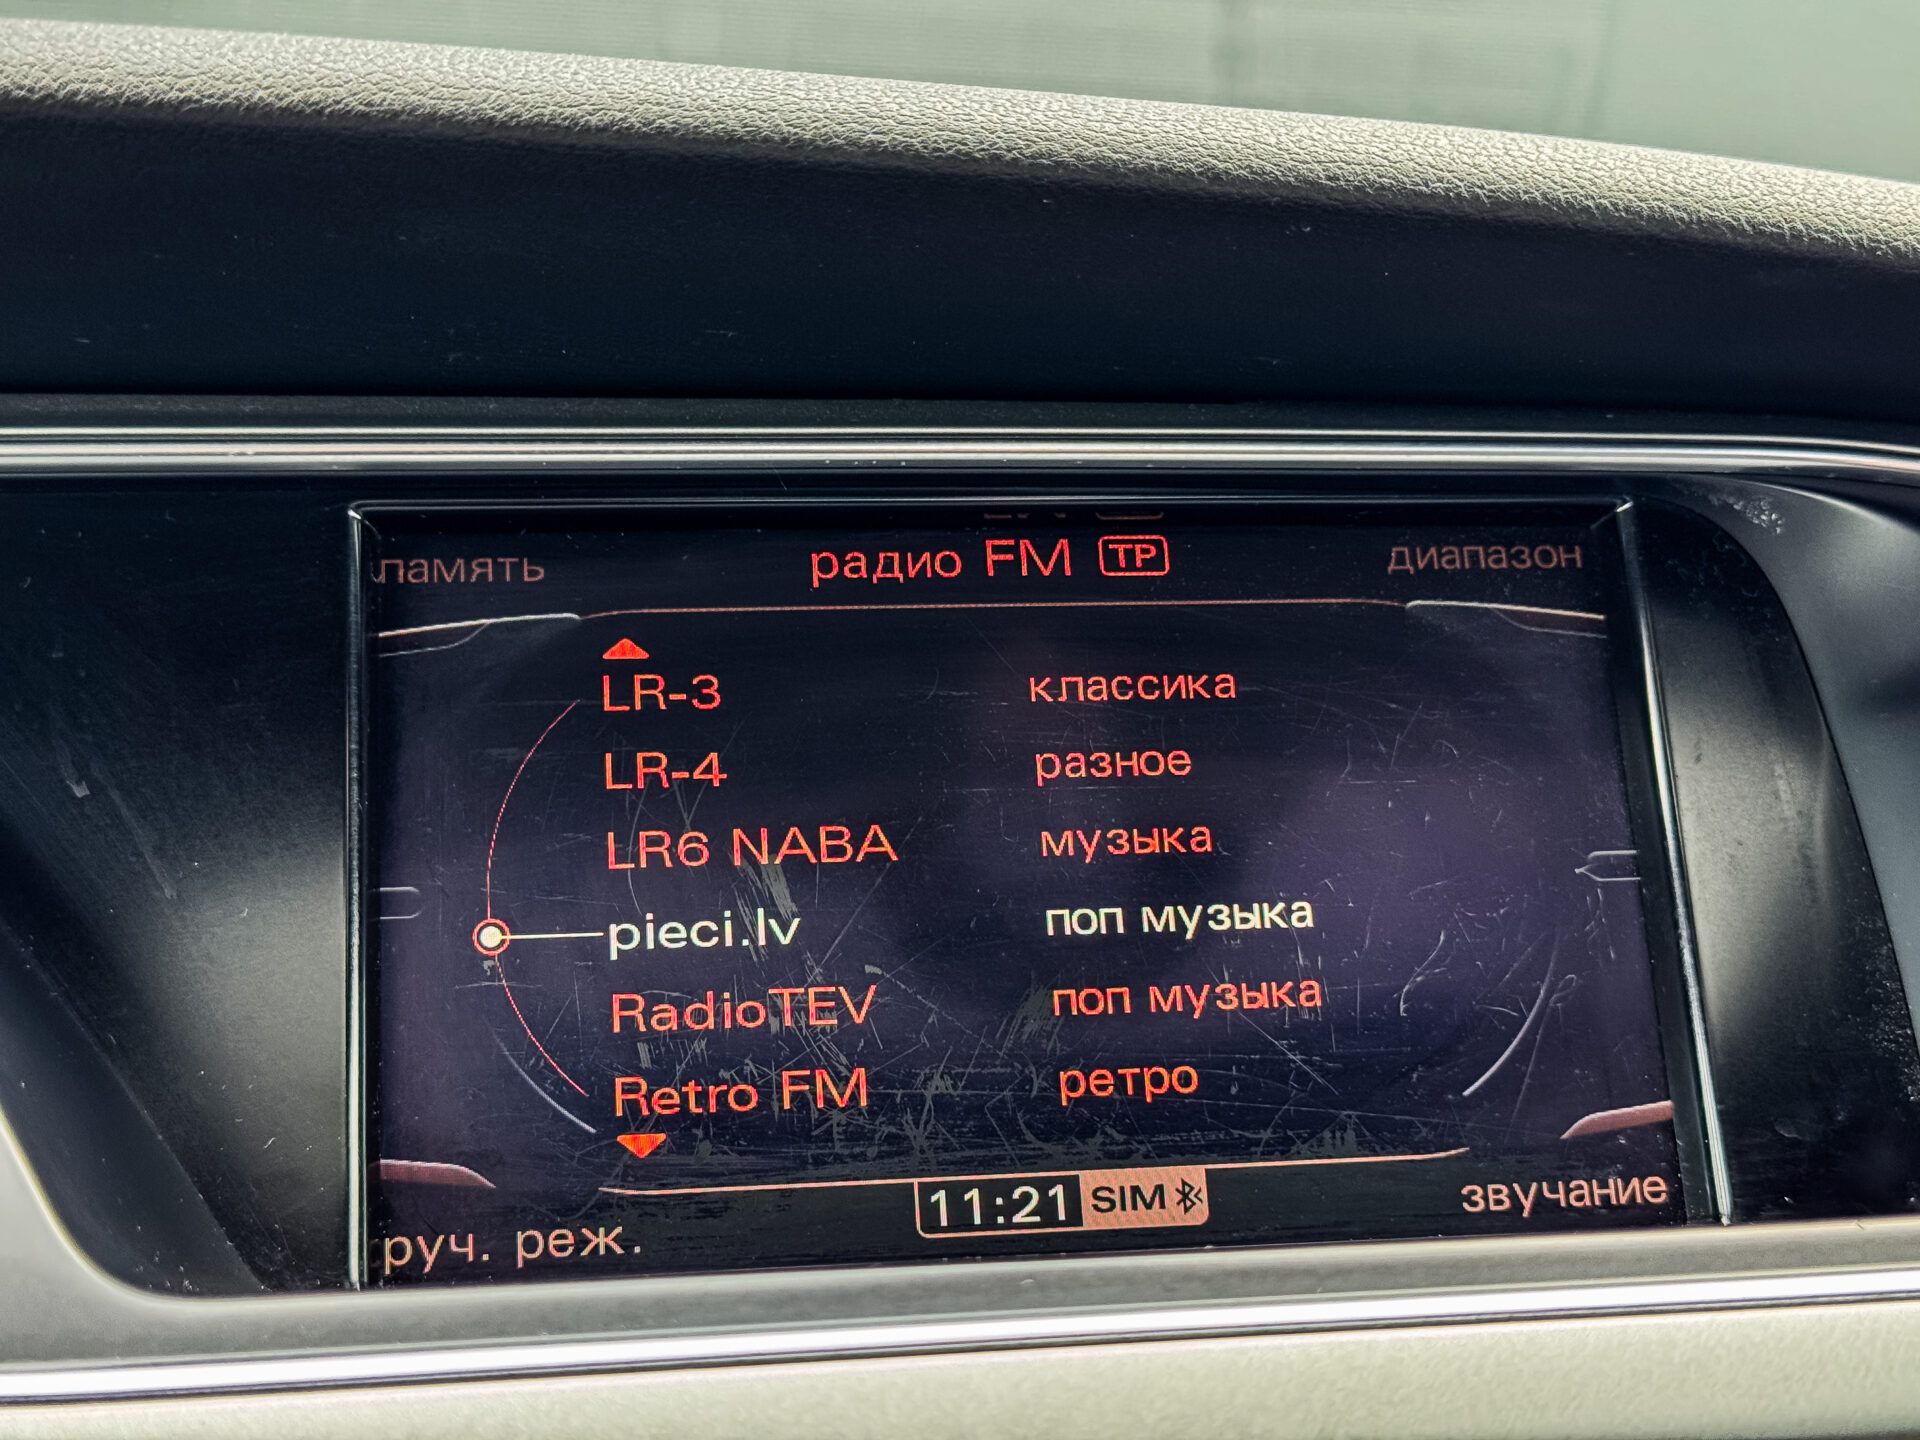 память
радио FM TP
диапазон
LR-3 классика
LR-4 разное
LR6 NABA музыка
pieci.lv поп музыка
RadioTEV поп музыка
Retro FM ретро
руч. реж.
11:21 SIM
звучание